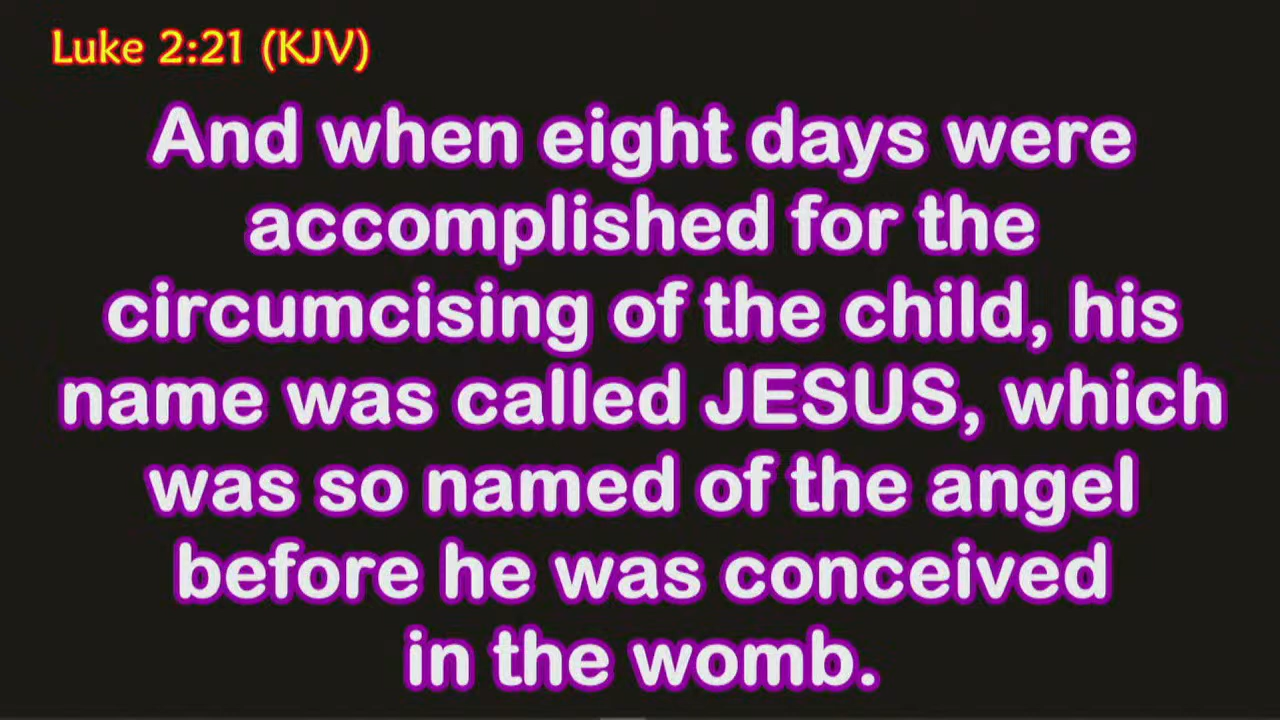 Luke 2:21 (KJV)
And when eight days were
accomplished for the
circumcising of the child, his
name was called JESUS, which
was so named of the angel
before he was conceived
in the womb.